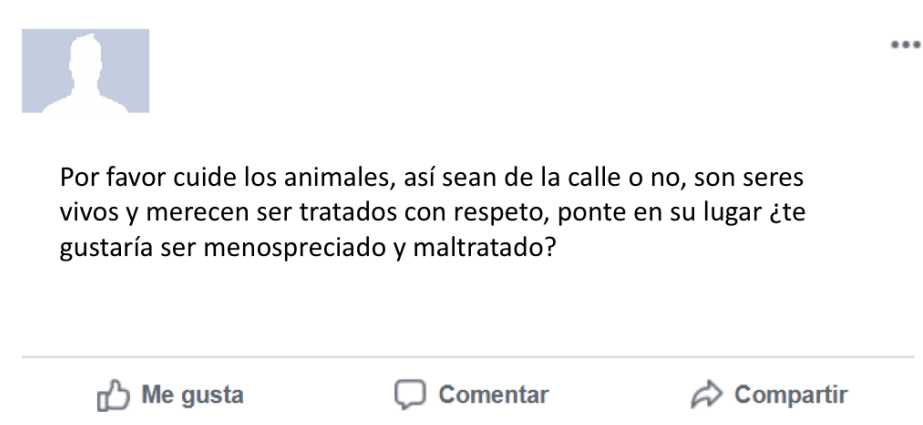 Por favor cuide los animales, así sean de la calle o no, son seres
vivos y merecen ser tratados con respeto, ponte en su lugar ¿te
gustaría ser menospreciado y maltratado?
Me gusta Comentar Compartir